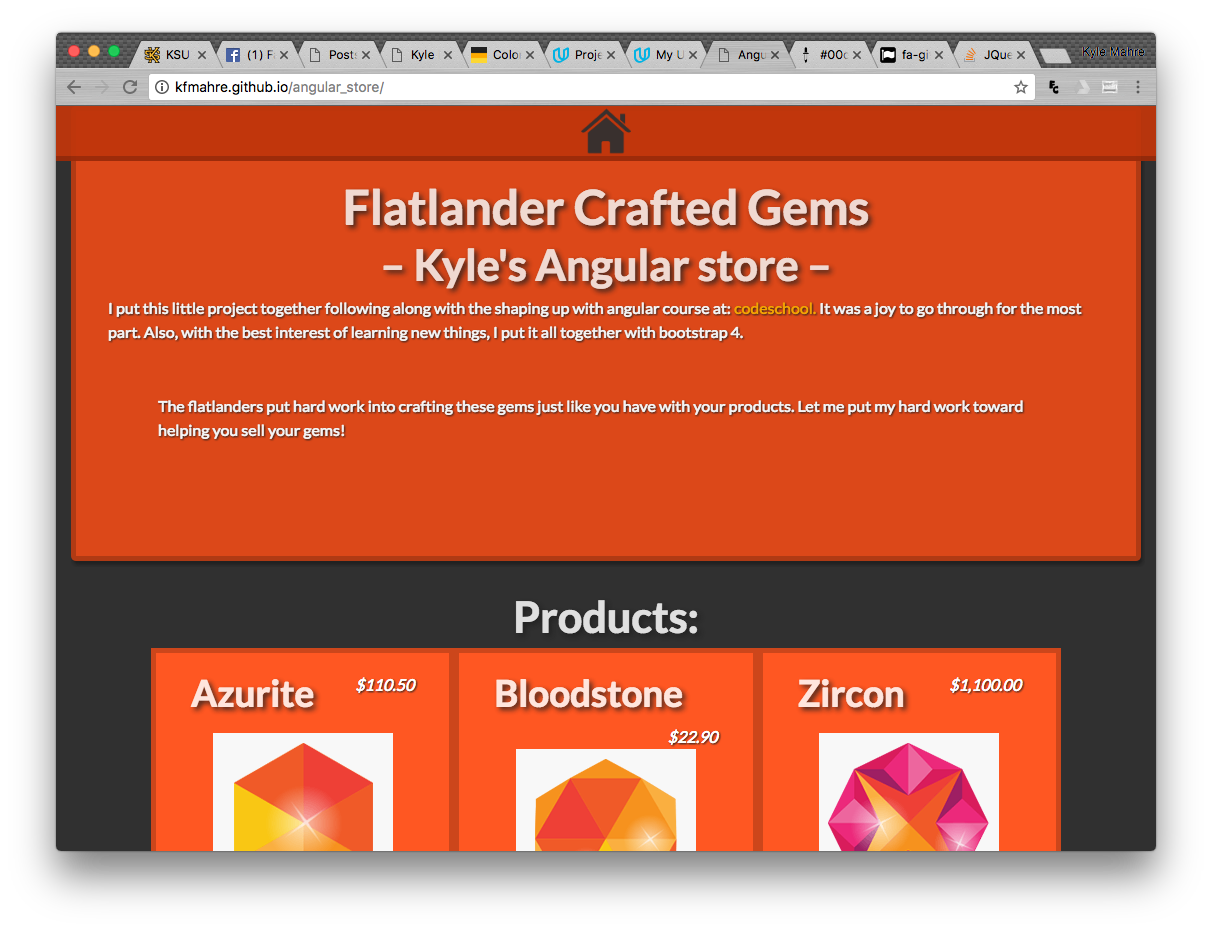 KSU
(1) F
Post
Kyle
Colo
Proje
My U
Angu
#00c
fa-gi
JQue
Kyle Mahre
kfmahre.github.io/angular_store/
Flatlander Crafted Gems
– Kyle's Angular store –
I put this little project together following along with the shaping up with angular course at: codeschool. It was a joy to go through for the most
part. Also, with the best interest of learning new things, I put it all together with bootstrap 4.
The flatlanders put hard work into crafting these gems just like you have with your products. Let me put my hard work toward
helping you sell your gems!
Products:
Azurite $110.50
Bloodstone
$22.90
Zircon $1,100.00